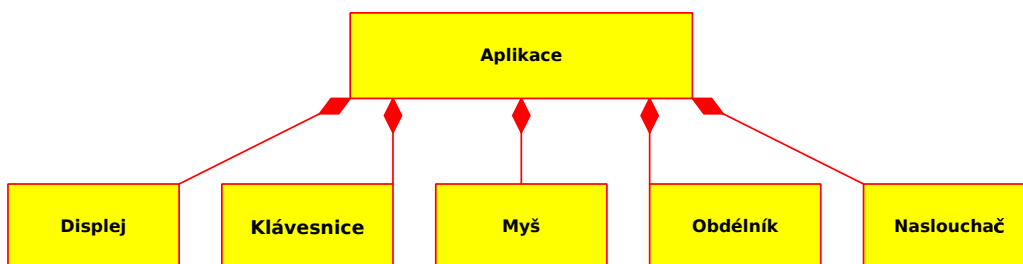 Aplikace
Displej
Klávesnice
Myš
Obdélník
Naslouchač